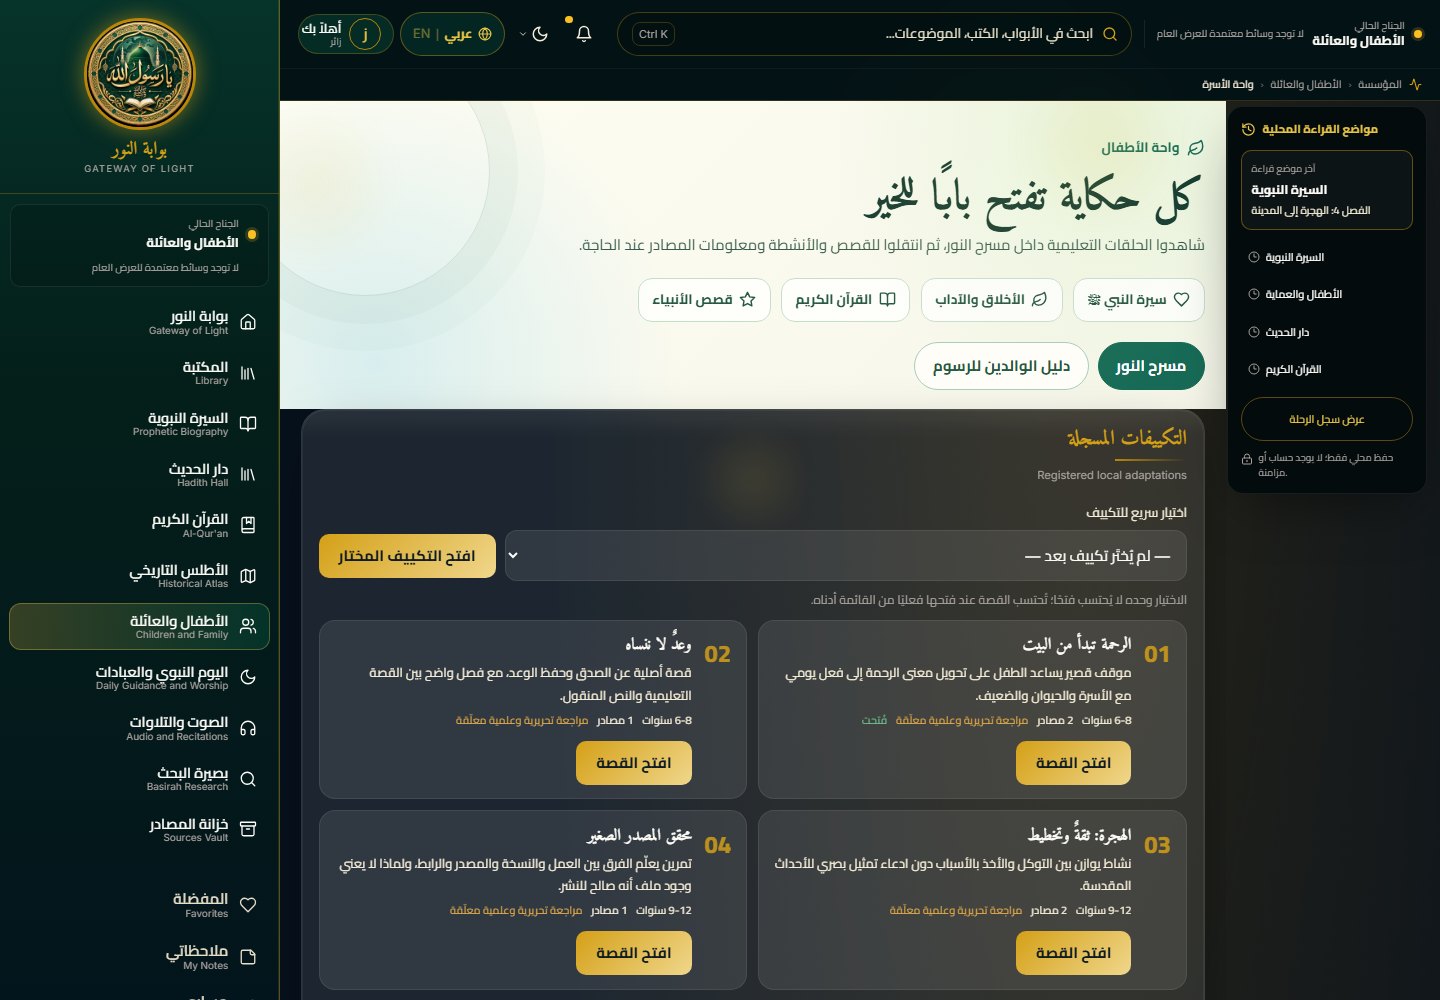 الجناح الحالي
الأطفال والعائلة
لا توجد وسائط معتمدة للعرض العام
ابحث في الأبواب، الكتب، الموضوعات...
Ctrl K
عربي | EN
ز
أهلاً بك
زائر
المؤسسة › الأطفال والعائلة › واحة الأسرة
يا رسول الله
بوابة النور
GATEWAY OF LIGHT
الجناح الحالي
الأطفال والعائلة
لا توجد وسائط معتمدة للعرض العام
بوابة النور
Gateway of Light
المكتبة
Library
السيرة النبوية
Prophetic Biography
دار الحديث
Hadith Hall
القرآن الكريم
Al-Qur'an
الأطلس التاريخي
Historical Atlas
الأطفال والعائلة
Children and Family
اليوم النبوي والعبادات
Daily Guidance and Worship
الصوت والتلاوات
Audio and Recitations
بصيرة البحث
Basirah Research
خزانة المصادر
Sources Vault
المفضلة
Favorites
ملاحظاتي
My Notes
مواضع القراءة المحلية
آخر موضع قراءة
السيرة النبوية
الفصل 4: الهجرة إلى المدينة
السيرة النبوية
الأطفال والعماية
دار الحديث
القرآن الكريم
عرض سجل الرحلة
حفظ محلي فقط؛ لا يوجد حساب أو
مزامنة.
واحة الأطفال
كل حكاية تفتح بابًا للخير
شاهدوا الحلقات التعليمية داخل مسرح النور، ثم انتقلوا للقصص والأنشطة ومعلومات المصادر عند الحاجة.
سيرة النبي ﷺ
الأخلاق والآداب
القرآن الكريم
قصص الأنبياء
مسرح النور
دليل الوالدين للرسوم
التكييفات المسجلة
Registered local adaptations
اختيار سريع للتكييف
— لم يُختَر تكييف بعد —
افتح التكييف المختار
الاختيار وحده لا يُحتسب فتحًا؛ تُحتسب القصة عند فتحها فعليًا من القائمة أدناه.
01
الرحمة تبدأ من البيت
موقف قصير يساعد الطفل على تحويل معنى الرحمة إلى فعل يومي
مع الأسرة والحيوان والضعيف.
6-8 سنوات 2 مصادر مراجعة تحريرية وعلمية معلّقة فُتحت
افتح القصة
02
وعدٌ لا ننساه
قصة أصلية عن الصدق وحفظ الوعد، مع فصل واضح بين القصة
التعليمية والنص المنقول.
6-8 سنوات 1 مصادر مراجعة تحريرية وعلمية معلّقة
افتح القصة
03
الهجرة: ثقةٌ وتخطيط
نشاط يوازن بين التوكل والأخذ بالأسباب دون ادعاء تمثيل بصري للأحداث
المقدسة.
9-12 سنوات 2 مصادر مراجعة تحريرية وعلمية معلّقة
افتح القصة
04
محقق المصدر الصغير
تمرين يعلّم الفرق بين العمل والنسخة والمصدر والرابط، ولماذا لا يعني
وجود ملف أنه صالح للنشر.
9-12 سنوات 1 مصادر مراجعة تحريرية وعلمية معلّقة
افتح القصة